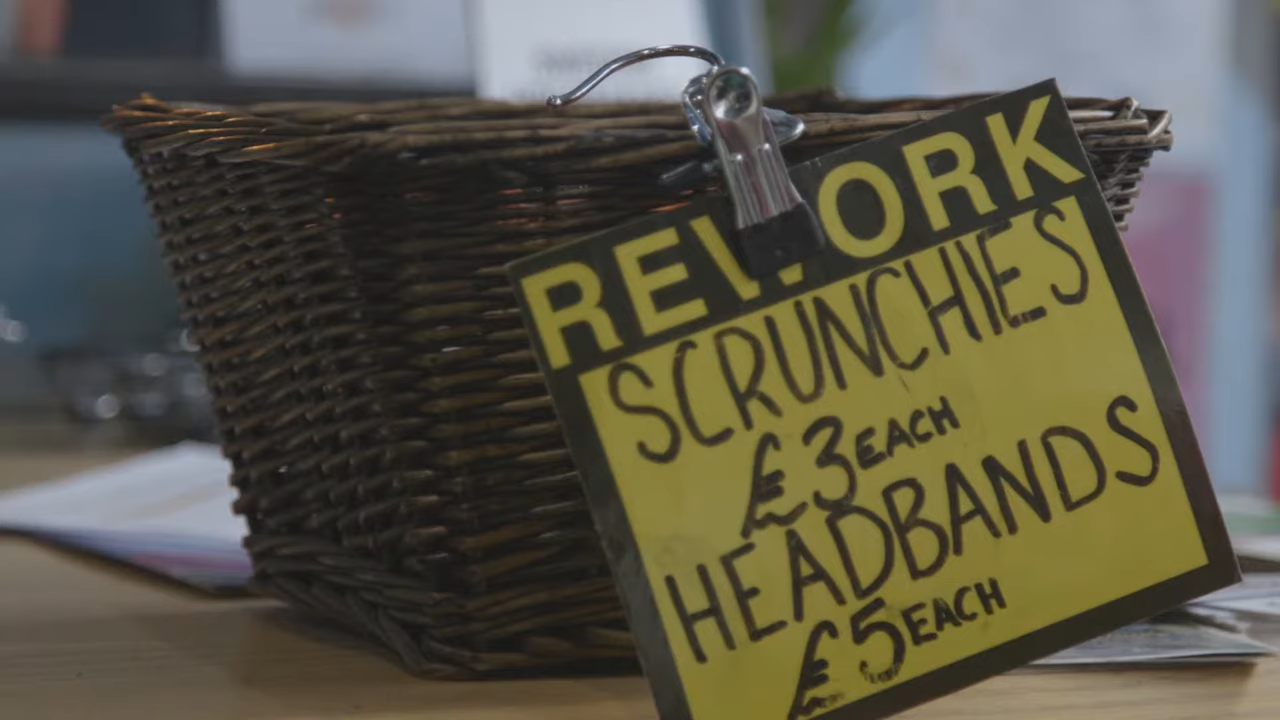 REWORK
SCRUNCHIES
£3 EACH
HEADBANDS
£5 EACH